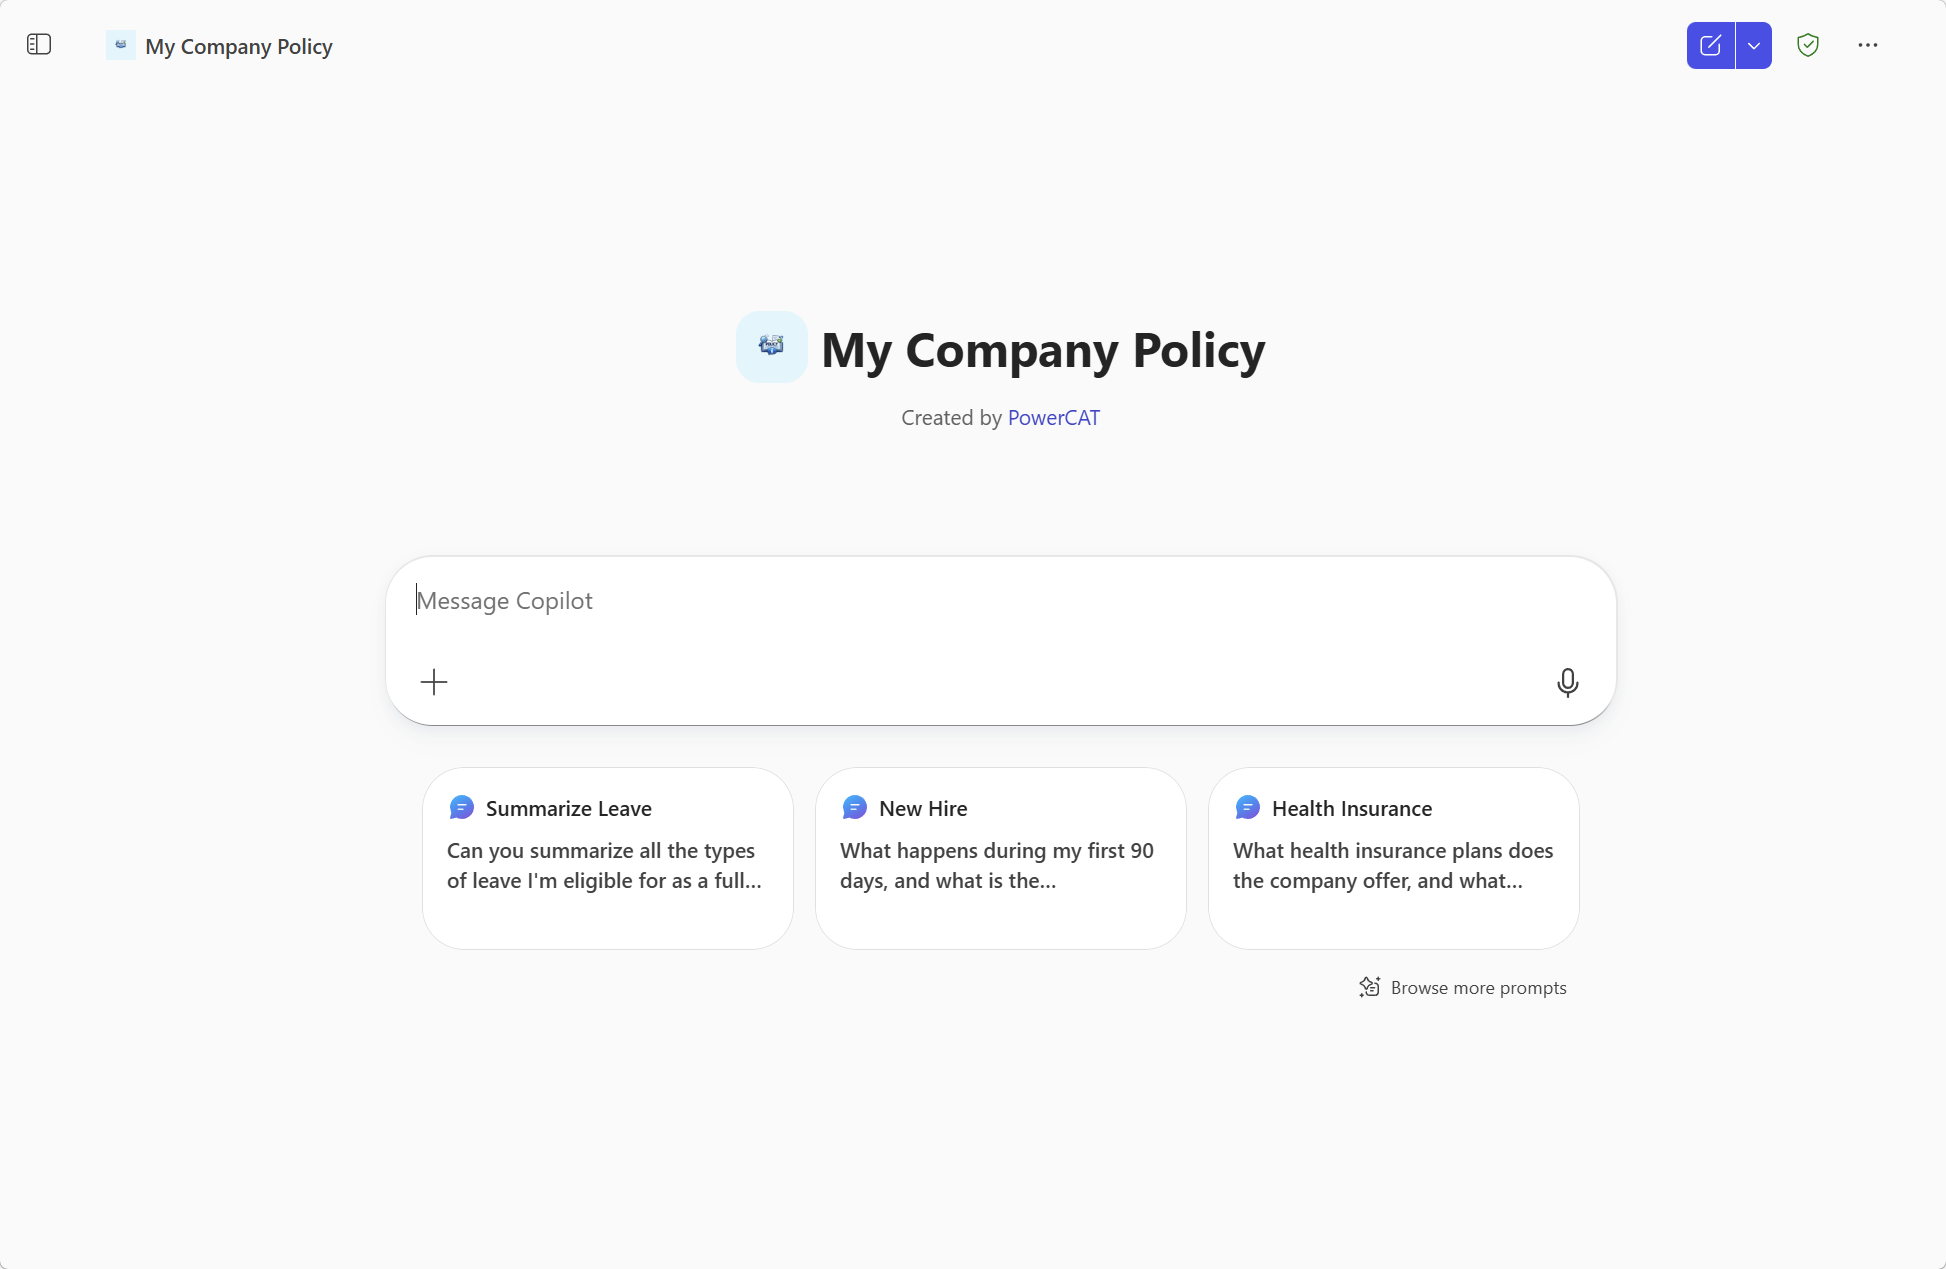 My Company Policy
My Company Policy
Created by PowerCAT
Message Copilot
Summarize Leave
Can you summarize all the types
of leave I'm eligible for as a full...
New Hire
What happens during my first 90
days, and what is the...
Health Insurance
What health insurance plans does
the company offer, and what...
Browse more prompts